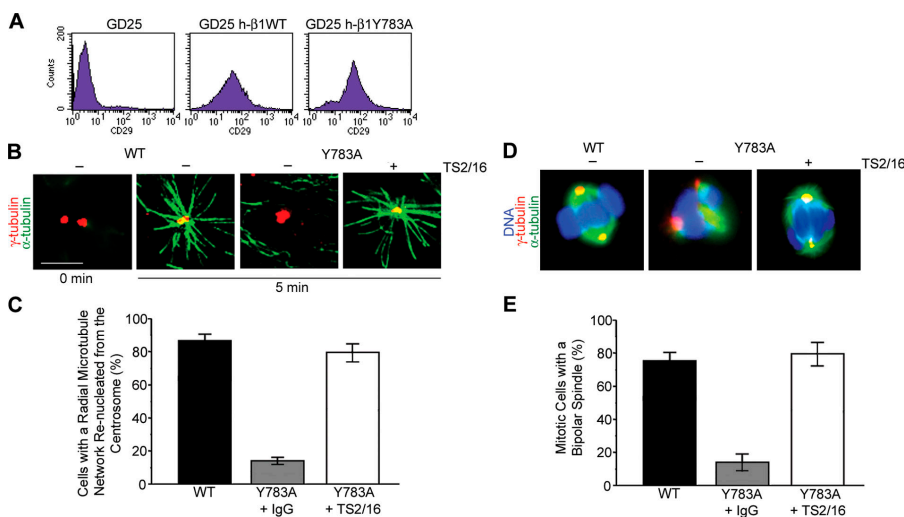 A
GD25
GD25 h-β1WT
GD25 h-β1Y783A
Counts
200
0
10⁰ 10¹ 10² 10³ 10⁴
CD29
10⁰ 10¹ 10² 10³ 10⁴
CD29
10⁰ 10¹ 10² 10³ 10⁴
CD29
B
WT
Y783A
– – – + TS2/16
γ-tubulin
α-tubulin
0 min
5 min
C
Cells with a Radial Microtubule
Network Re-nucleated from the
Centrosome (%)
100
80
60
40
20
0
WT
Y783A
+ IgG
Y783A
+ TS2/16
D
WT
Y783A
– – + TS2/16
DNA
γ-tubulin
α-tubulin
E
Mitotic Cells with a
Bipolar Spindle (%)
100
80
60
40
20
0
WT
Y783A
+ IgG
Y783A
+ TS2/16